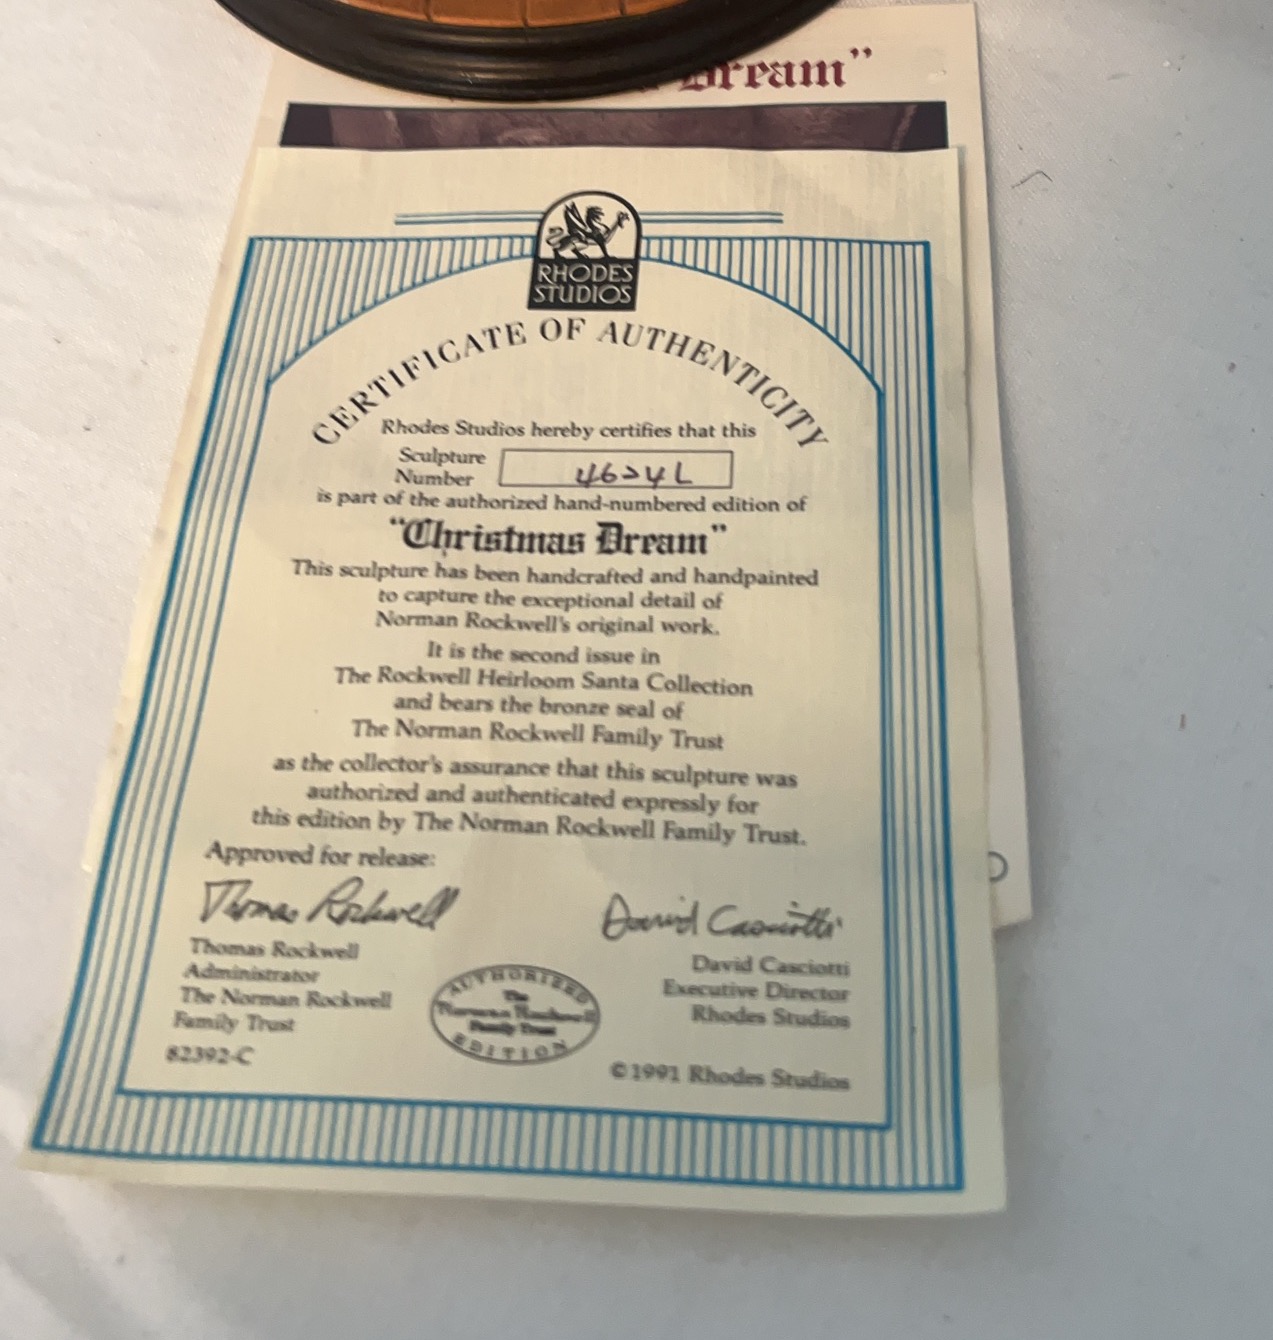 Dream"
RHODES
STUDIOS
CERTIFICATE OF AUTHENTICITY
Rhodes Studios hereby certifies that this
Sculpture
Number
is part of the authorized hand-numbered edition of
"Christmas Dream"
This sculpture has been handcrafted and handpainted
to capture the exceptional detail of
Norman Rockwell's original work.
It is the second issue in
The Rockwell Heirloom Santa Collection
and bears the bronze seal of
The Norman Rockwell Family Trust
as the collector's assurance that this sculpture was
authorized and authenticated expressly for
this edition by The Norman Rockwell Family Trust.
Approved for release:
Thomas Rockwell
David Casciotti
Thomas Rockwell
Administrator
The Norman Rockwell
Family Trust
82392-C
AUTHORIZED
The
Norman Rockwell
Family Trust
EDITION
David Casciotti
Executive Director
Rhodes Studios
©1991 Rhodes Studios